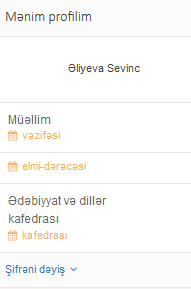 Mənim profilim
Əliyeva Sevinc
Müəllim
vəzifəsi
elmi-dərəcəsi
Ədəbiyyat və dillər
kafedrası
kafedrası
Şifrəni dəyiş